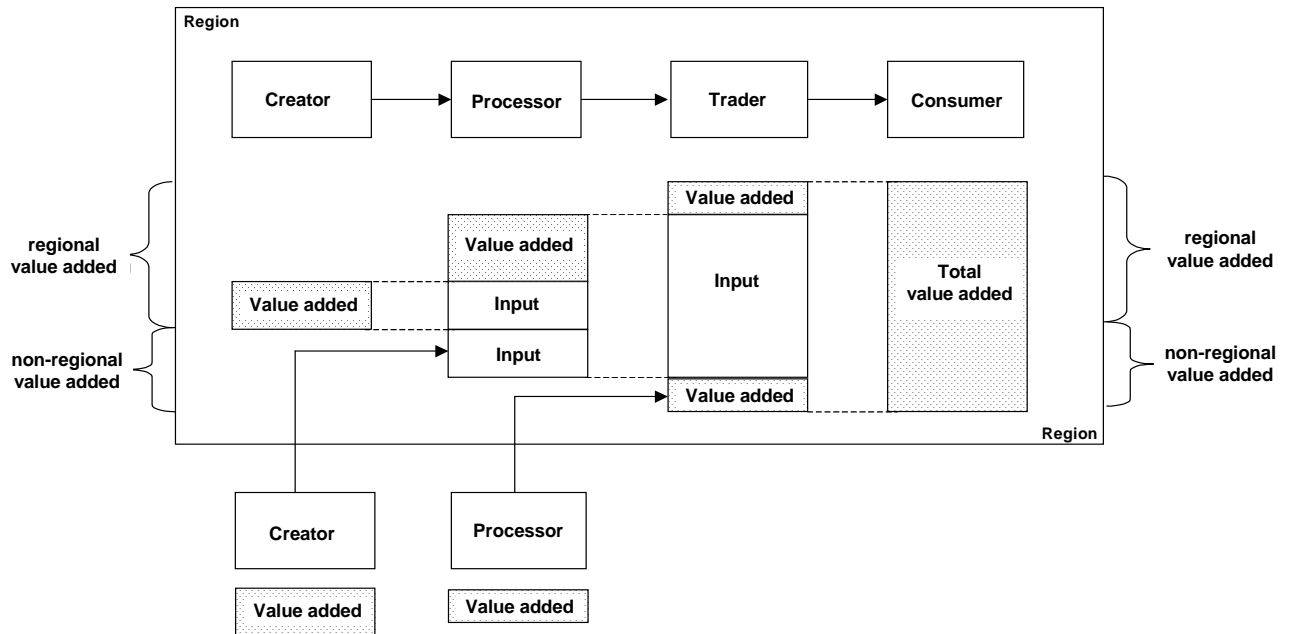 Region
Creator
Processor
Trader
Consumer
regional
value added
non-regional
value added
Value added
Value added
Input
Input
Value added
Input
Value added
Total
value added
regional
value added
non-regional
value added
Region
Creator
Processor
Value added
Value added